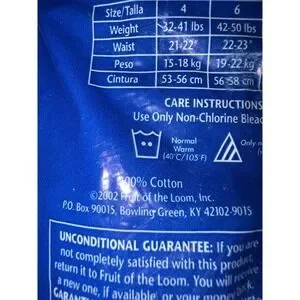 Size/Talla 4 6
Weight 32-41 lbs 42-50 lbs
Waist 21-22" 22-23"
Peso 15-18 kg 19-22 kg
Cintura 53-56 cm 56-58 cm
CARE INSTRUCTIONS
Use Only Non-Chlorine Bleac
Normal Only n
Warm
(40°C/105°F)
100% Cotton
©2002 Fruit of the Loom, Inc.
P.O. Box 90015, Bowling Green, KY 42102-9015
UNCONDITIONAL GUARANTEE: If you are
not completely satisfied with this product,
return it to Fruit of the Loom. You will receive
a new one, if available, or your money back.